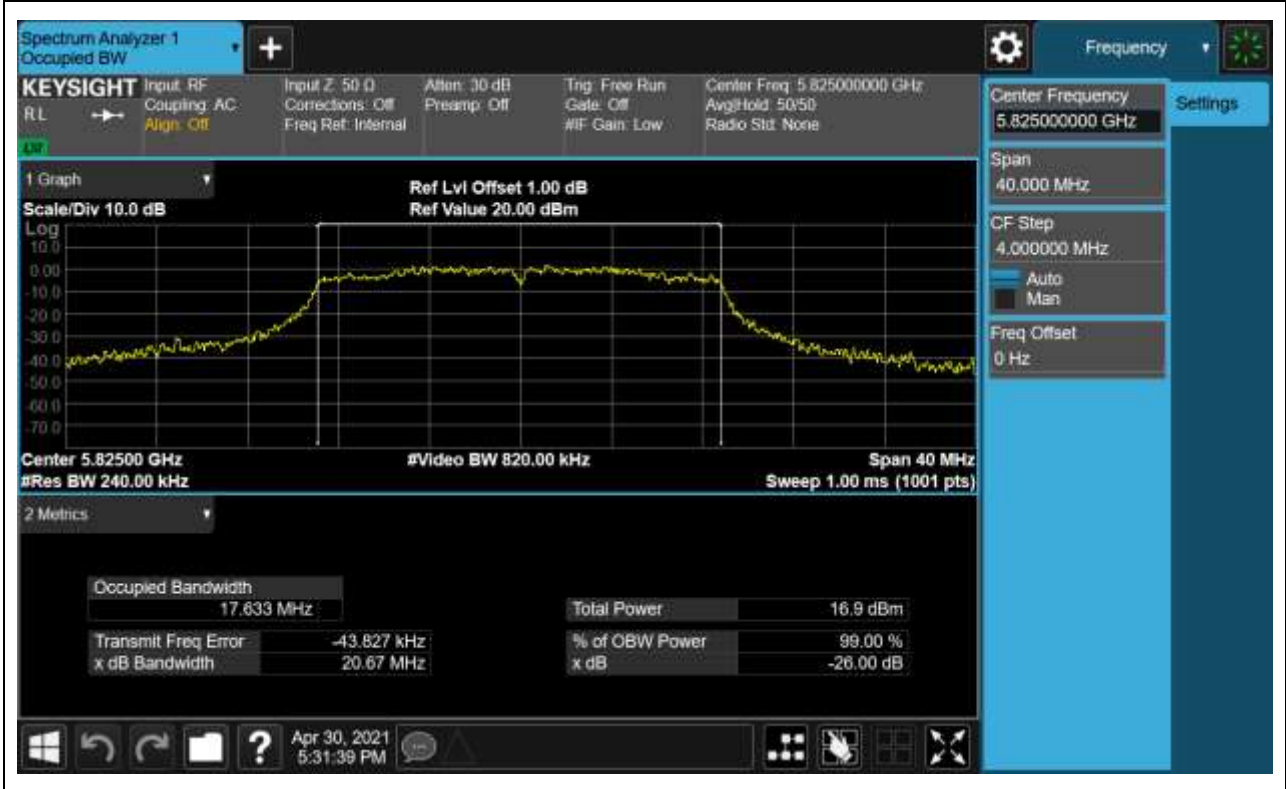 Spectrum Analyzer 1
Occupied BW
Frequency
KEYSIGHT
RL
Input: RF
Coupling: AC
Align: Off
Input Z: 50 Ω
Corrections: Off
Freq Ref: Internal
Atten: 30 dB
Preamp: Off
Trig: Free Run
Gate: Off
#IF Gain: Low
Center Freq: 5.825000000 GHz
Avg|Hold: 50/50
Radio Std: None
Center Frequency
5.825000000 GHz
Settings
Span
40.000 MHz
CF Step
4.000000 MHz
Auto
Man
Freq Offset
0 Hz
1 Graph
Scale/Div 10.0 dB
Ref Lvl Offset 1.00 dB
Ref Value 20.00 dBm
Log
10.0
0.00
-10.0
-20.0
-30.0
-40.0
-50.0
-60.0
-70.0
Center 5.82500 GHz
#Video BW 820.00 kHz
Span 40 MHz
#Res BW 240.00 kHz
Sweep 1.00 ms (1001 pts)
2 Metrics
Occupied Bandwidth
17.633 MHz
Total Power 16.9 dBm
Transmit Freq Error -43.827 kHz
% of OBW Power 99.00 %
x dB Bandwidth 20.67 MHz
x dB -26.00 dB
?
Apr 30, 2021
5:31:39 PM